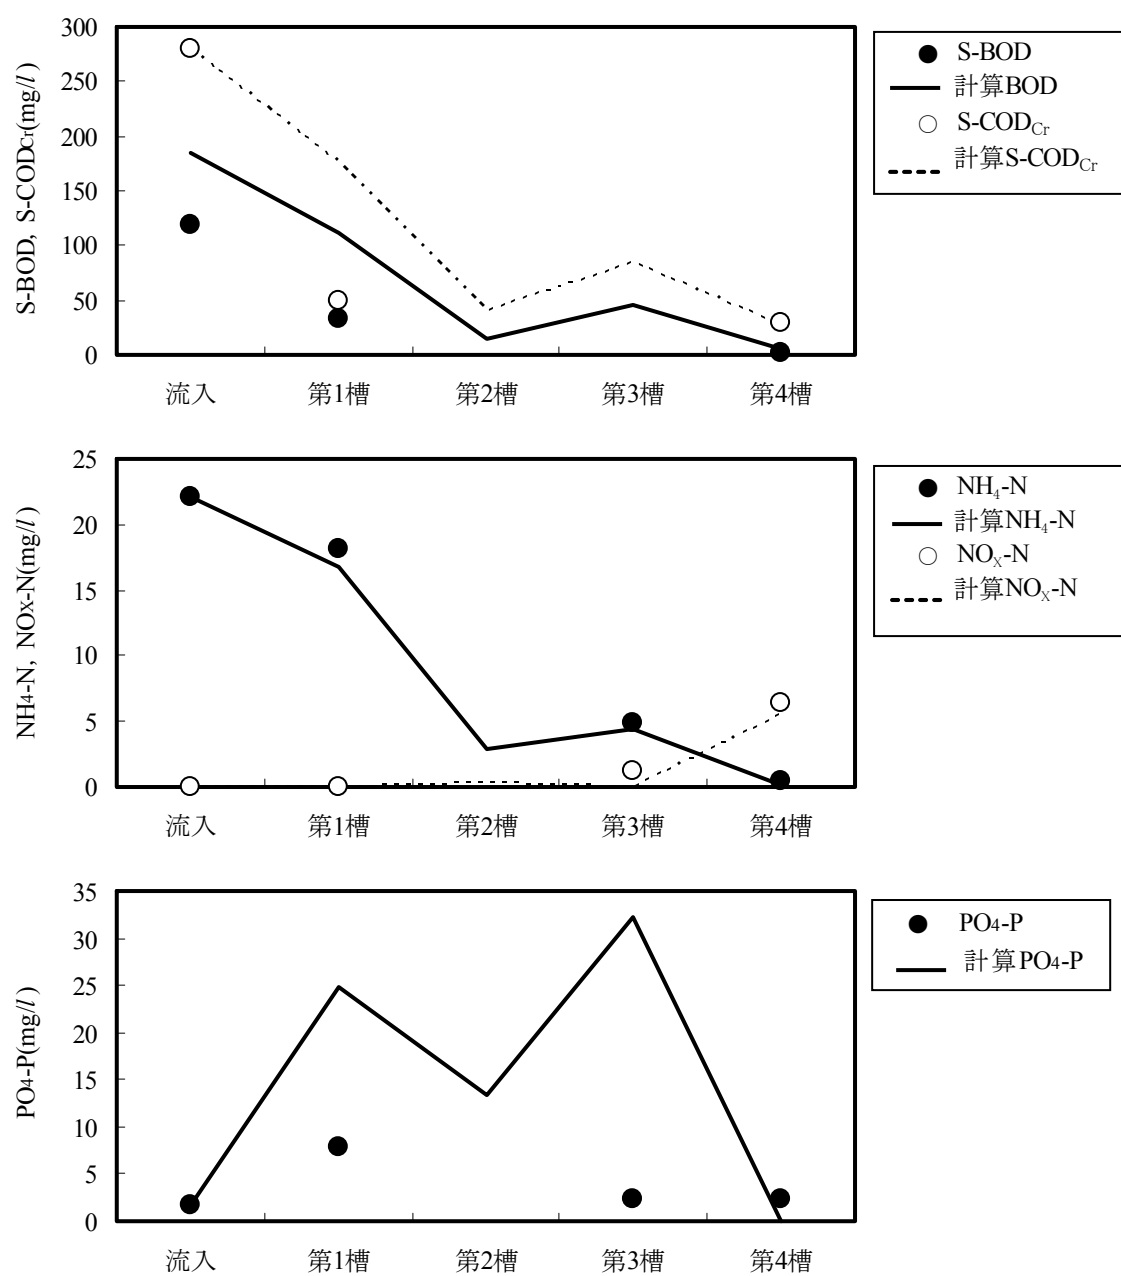 S-BOD, S-CODCr(mg/l)
300
250
200
150
100
50
0
流入 第1槽 第2槽 第3槽 第4槽
S-BOD
計算BOD
S-CODCr
計算S-CODCr
NH4-N, NOX-N(mg/l)
25
20
15
10
5
0
流入 第1槽 第2槽 第3槽 第4槽
NH4-N
計算NH4-N
NOX-N
計算NOX-N
PO4-P(mg/l)
35
30
25
20
15
10
5
0
流入 第1槽 第2槽 第3槽 第4槽
PO4-P
計算PO4-P